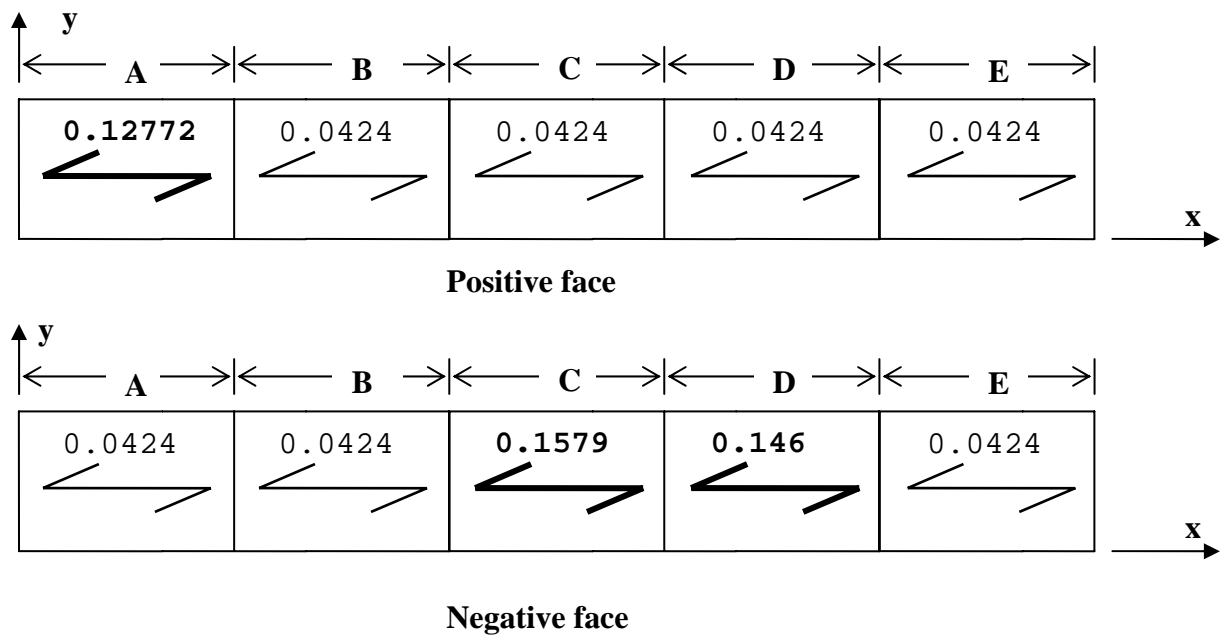 y
A B C D E
0.12772 0.0424 0.0424 0.0424 0.0424
x
Positive face
y
A B C D E
0.0424 0.0424 0.1579 0.146 0.0424
x
Negative face